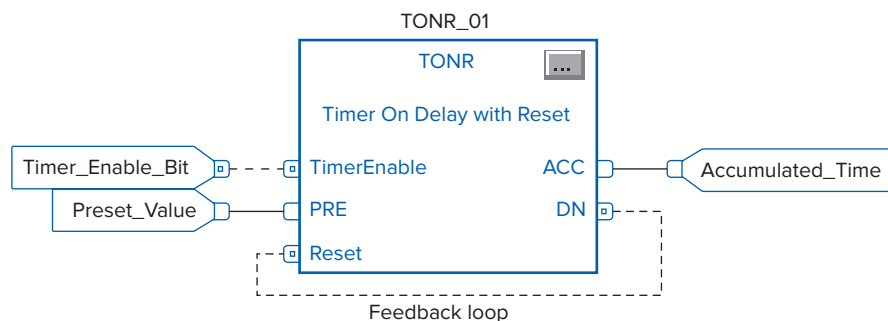 TONR_01
TONR
...
Timer On Delay with Reset
Timer_Enable_Bit
TimerEnable
ACC
Accumulated_Time
Preset_Value
PRE
DN
Reset
Feedback loop